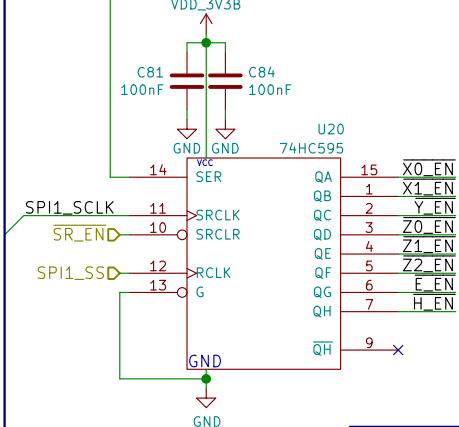 VDD_3V3B
C81
100nF
C84
100nF
GND
GND
U20
74HC595
VCC
14
SER
QA
15
X0_EN
QB
1
X1_EN
SPI1_SCLK
11
SRCLK
QC
2
Y_EN
SR_EN
10
SRCLR
QD
3
Z0_EN
QE
4
Z1_EN
SPI1_SS
12
RCLK
QF
5
Z2_EN
13
G
QG
6
E_EN
QH
7
H_EN
QH
9
GND
GND